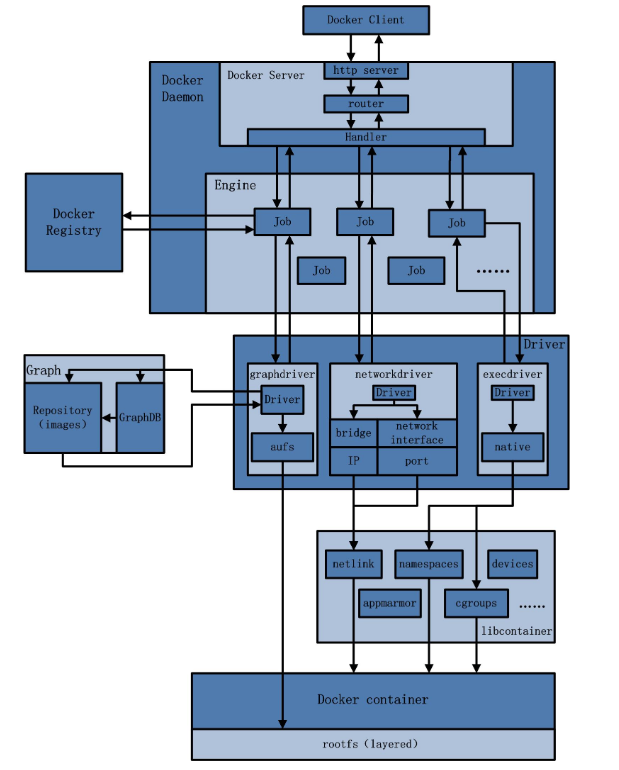 Docker Client
Docker
Daemon
Docker Server
http server
router
Handler
Engine
Docker
Registry
Job
Job
Job
Job
Job
......
Driver
Graph
Repository
(images)
GraphDB
graphdriver
Driver
aufs
networkdriver
Driver
bridge
network
interface
IP
port
execdriver
Driver
native
netlink
namespaces
devices
appmarmor
cgroups
......
libcontainer
Docker container
rootfs (layered)